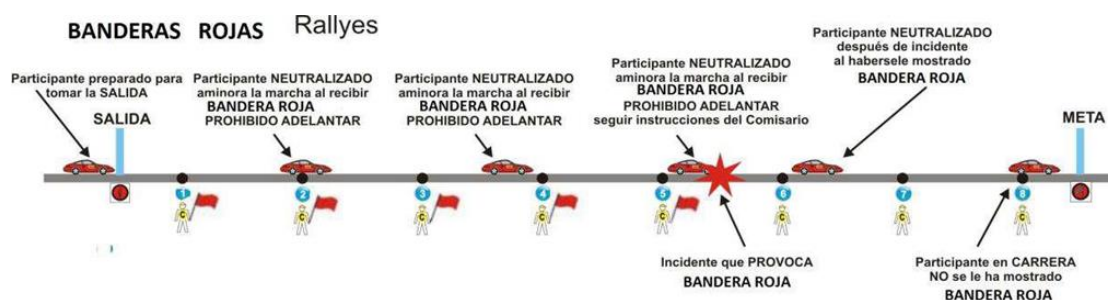 BANDERAS ROJAS Rallyes
Participante preparado para
tomar la SALIDA
SALIDA
Participante NEUTRALIZADO
aminora la marcha al recibir
BANDERA ROJA
PROHIBIDO ADELANTAR
Participante NEUTRALIZADO
aminora la marcha al recibir
BANDERA ROJA
PROHIBIDO ADELANTAR
Participante NEUTRALIZADO
aminora la marcha al recibir
BANDERA ROJA
PROHIBIDO ADELANTAR
seguir instrucciones del Comisario
Participante NEUTRALIZADO
después de incidente
al habersele mostrado
BANDERA ROJA
META
1 2 3 4 5 6 7 8
C C C C C C C C
Incidente que PROVOCA
BANDERA ROJA
Participante en CARRERA
NO se le ha mostrado
BANDERA ROJA